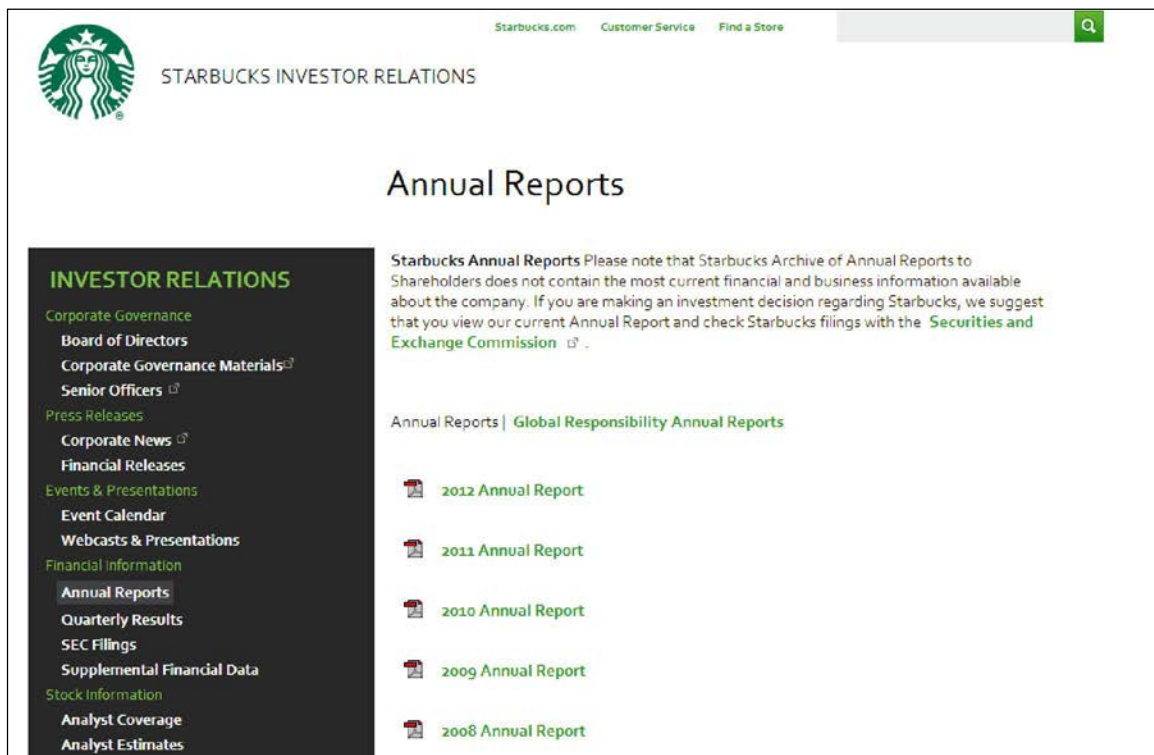 Starbucks.com Customer Service Find a Store
STARBUCKS INVESTOR RELATIONS
Annual Reports
INVESTOR RELATIONS
Corporate Governance
Board of Directors
Corporate Governance Materials
Senior Officers
Press Releases
Corporate News
Financial Releases
Events & Presentations
Event Calendar
Webcasts & Presentations
Financial Information
Annual Reports
Quarterly Results
SEC Filings
Supplemental Financial Data
Stock Information
Analyst Coverage
Analyst Estimates
Starbucks Annual Reports Please note that Starbucks Archive of Annual Reports to
Shareholders does not contain the most current financial and business information available
about the company. If you are making an investment decision regarding Starbucks, we suggest
that you view our current Annual Report and check Starbucks filings with the Securities and
Exchange Commission .
Annual Reports | Global Responsibility Annual Reports
2012 Annual Report
2011 Annual Report
2010 Annual Report
2009 Annual Report
2008 Annual Report